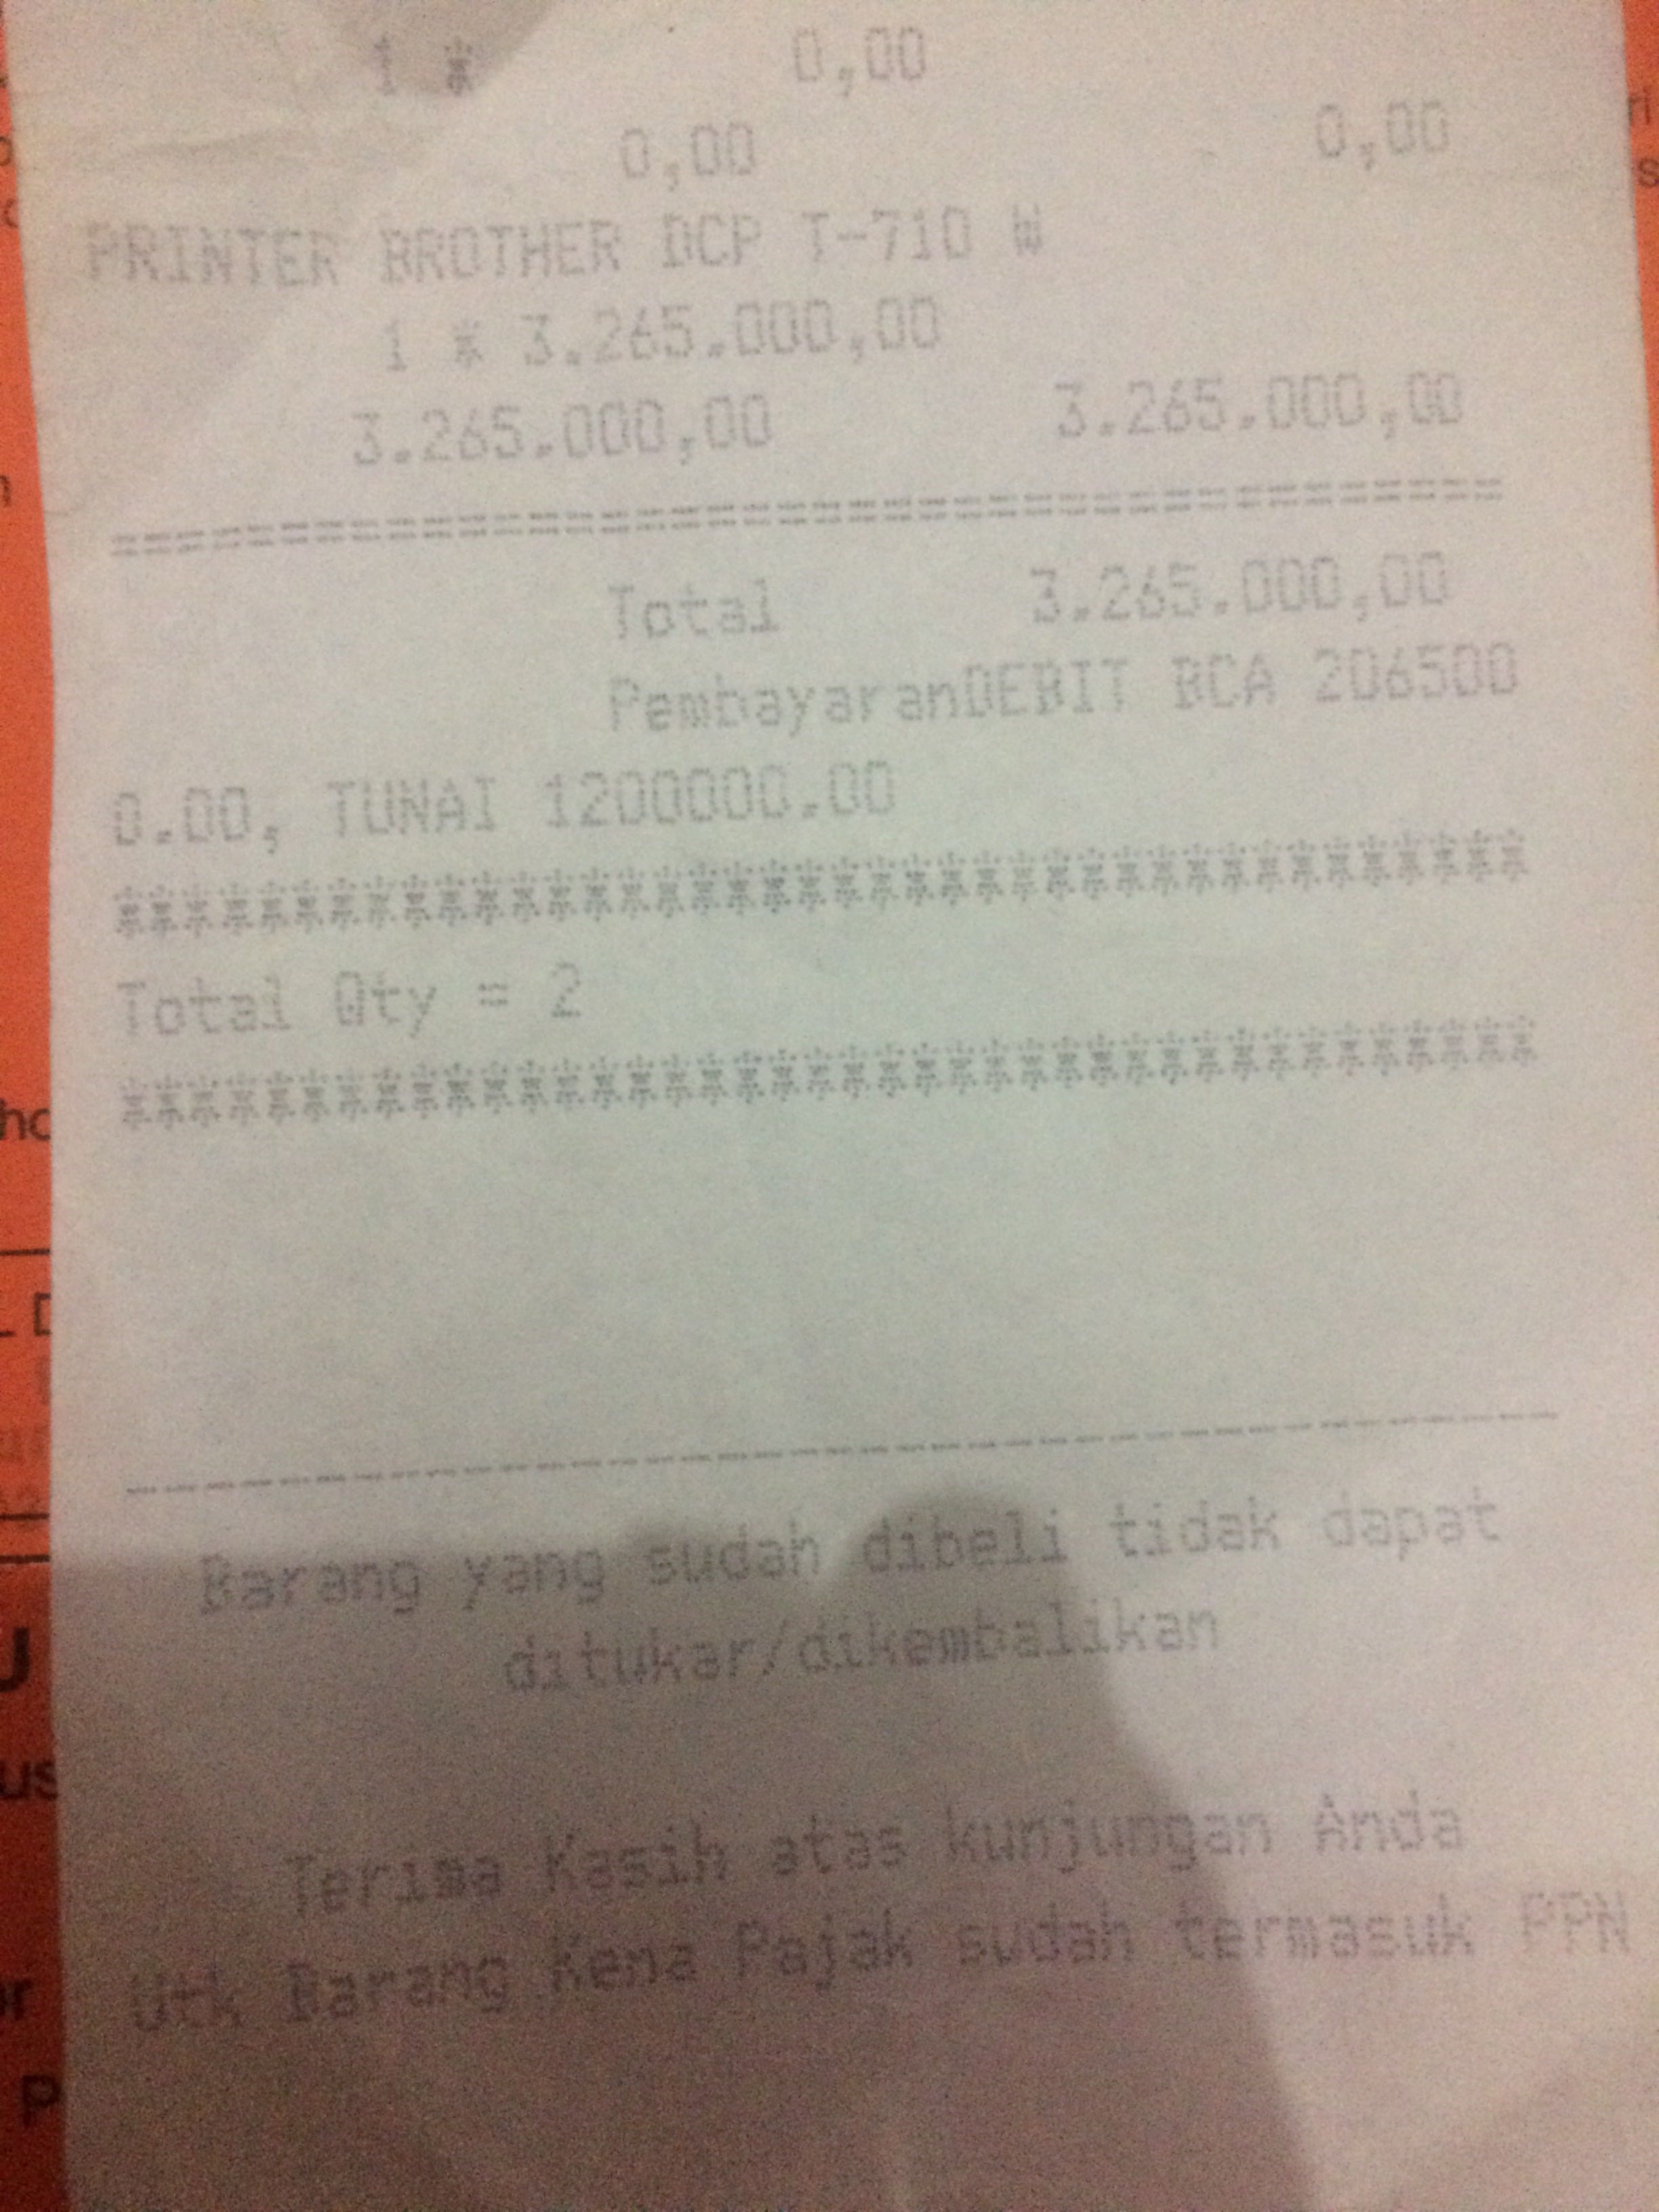 1 * 0,00
0,00 0,00
PRINTER BROTHER DCP T-710 W
1 * 3.265.000,00
3.265.000,00 3.265.000,00
================================
Total 3.265.000,00
PembayaranDEBIT BCA 206500
0.00, TUNAI 1200000.00
****************************************
Total Qty = 2
****************************************
----------------------------------------
Barang yang sudah dibeli tidak dapat
ditukar/dikembalikan
Terima Kasih atas kunjungan Anda
Utk Barang Kena Pajak sudah termasuk PPN